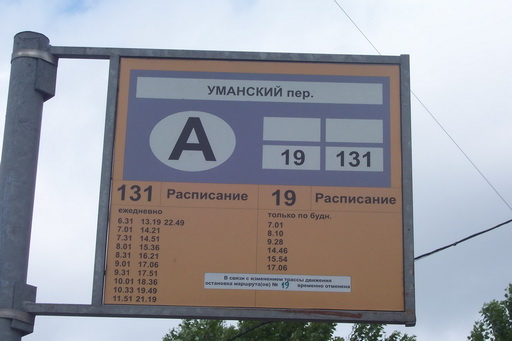 УМАНСКИЙ пер.
А
19 131
131 Расписание
ежедневно
6.31 13.19 22.49
7.01 14.21
7.31 14.51
8.01 15.36
8.31 16.21
9.01 17.06
9.31 17.51
10.01 18.36
10.33 19.49
11.51 21.19
19 Расписание
только по будн.
7.01
8.10
9.28
14.46
15.54
17.06
В связи с изменением трассы движения
остановка маршрута(ов) № 19 временно отменена